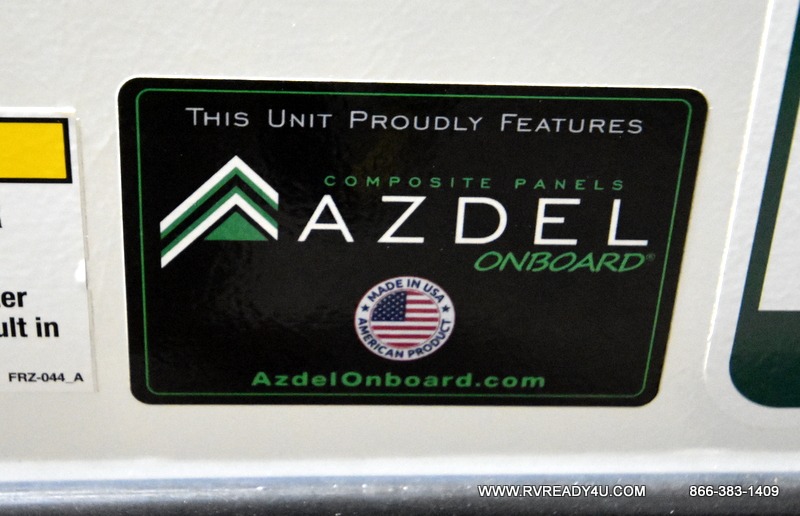 This Unit Proudly Features
COMPOSITE PANELS
AZDEL
ONBOARD®
MADE IN USA
AMERICAN PRODUCT
AzdelOnboard.com
ult in
FRZ-044_A
WWW.RVREADY4U.COM 866-383-1409